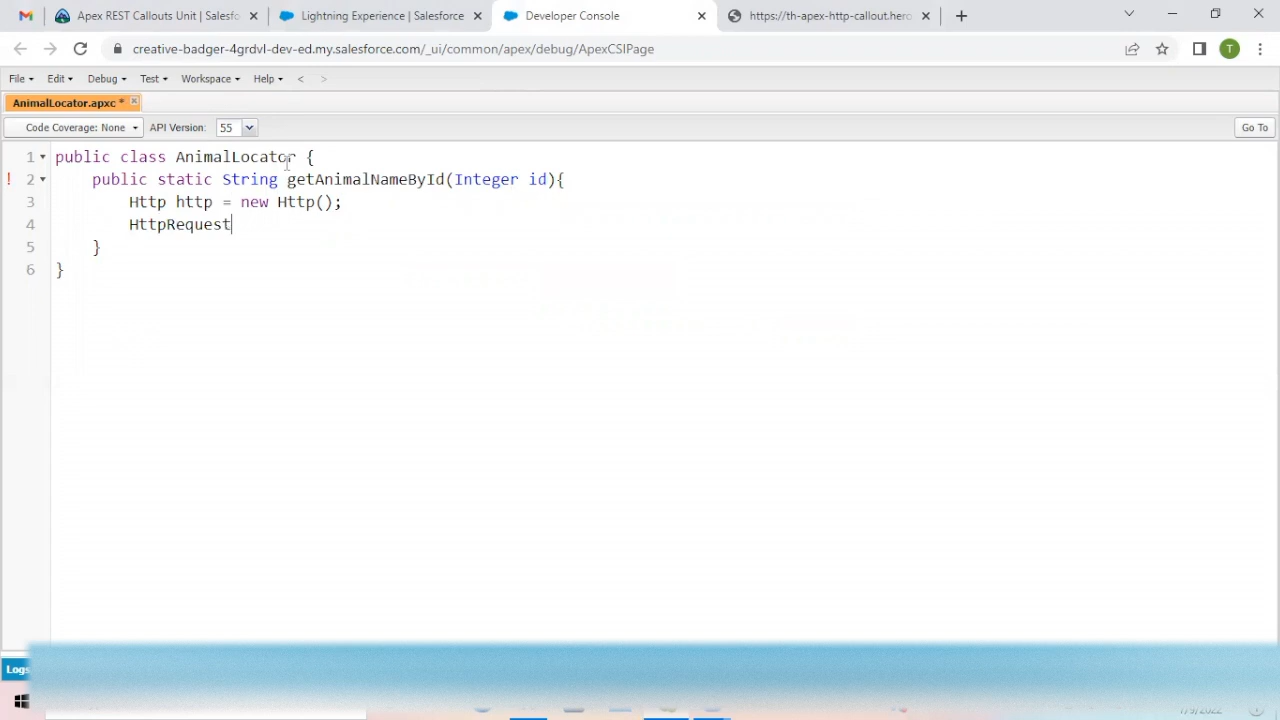 Apex REST Callouts Unit | Salesfo
Lightning Experience | Salesforce
Developer Console
https://th-apex-http-callout.hero
creative-badger-4grdvl-dev-ed.my.salesforce.com/_ui/common/apex/debug/ApexCSIPage
T
File Edit Debug Test Workspace Help < >
AnimalLocator.apxc *
Code Coverage: None API Version: 55 Go To
1 public class AnimalLocator {
! 2 public static String getAnimalNameById(Integer id){
3 Http http = new Http();
4 HttpRequest
5 }
6 }
Logs